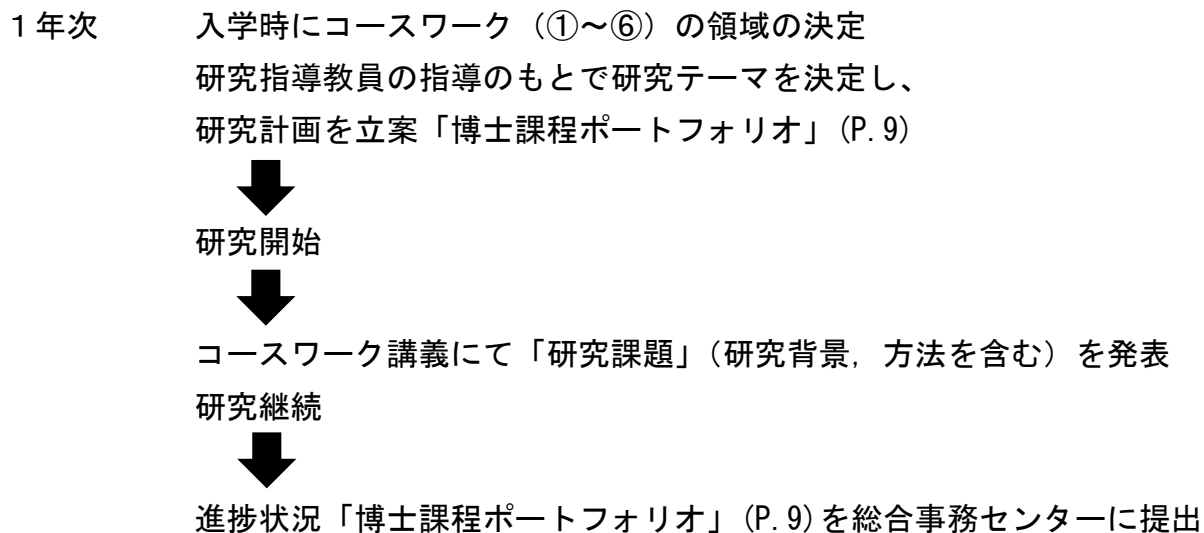 １年次　入学時にコースワーク（①～⑥）の領域の決定
研究指導教員の指導のもとで研究テーマを決定し、
研究計画を立案「博士課程ポートフォリオ」(P.9)
研究開始
コースワーク講義にて「研究課題」（研究背景，方法を含む）を発表
研究継続
進捗状況「博士課程ポートフォリオ」(P.9)を総合事務センターに提出